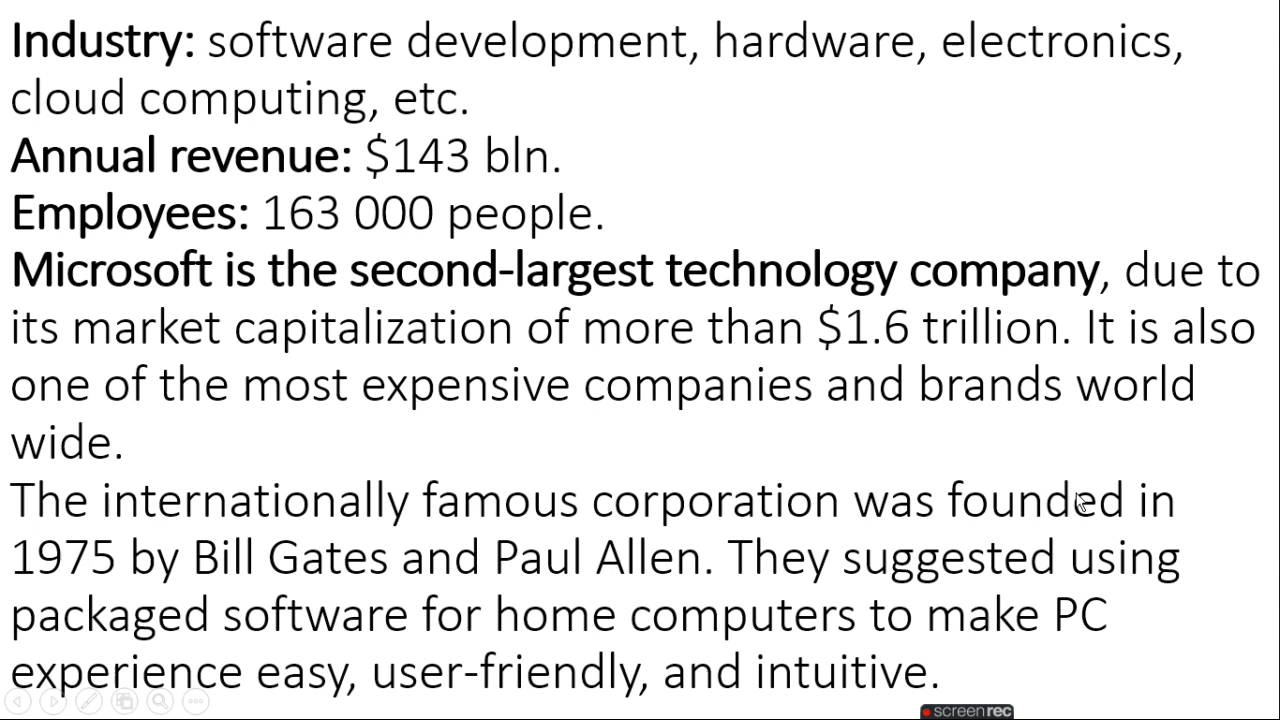 Industry: software development, hardware, electronics,
cloud computing, etc.
Annual revenue: $143 bln.
Employees: 163 000 people.
Microsoft is the second-largest technology company, due to
its market capitalization of more than $1.6 trillion. It is also
one of the most expensive companies and brands world
wide.
The internationally famous corporation was founded in
1975 by Bill Gates and Paul Allen. They suggested using
packaged software for home computers to make PC
experience easy, user-friendly, and intuitive.
screenrec